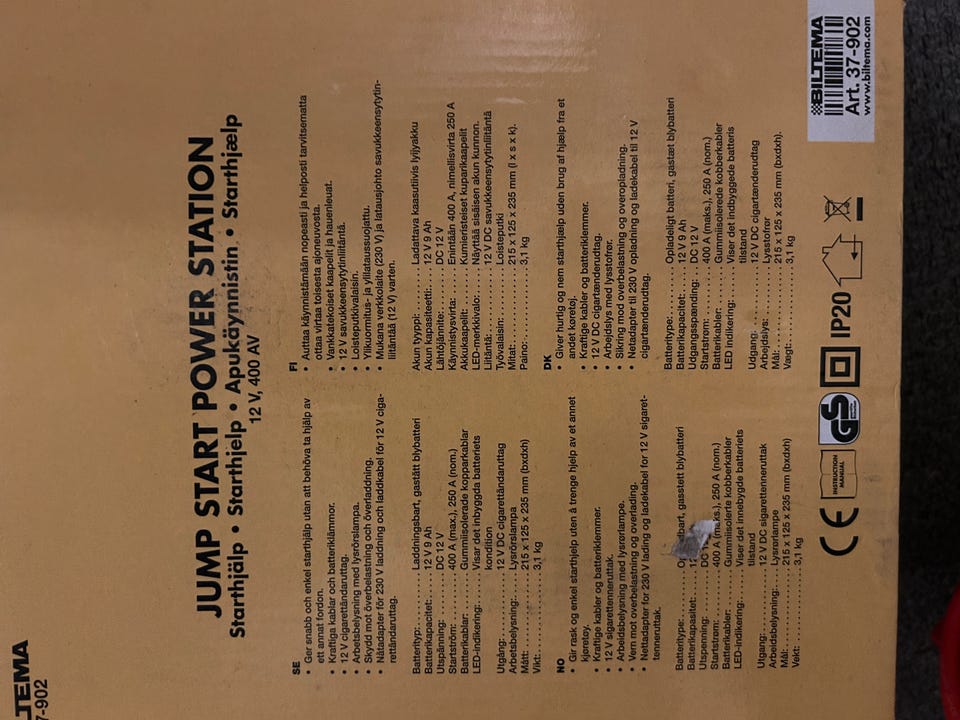 JUMP START POWER STATION
Starthjälp • Starthjelp • Apukäynnistin • Starthjælp
12 V, 400 AV
SE
• Ger snabb och enkel starthjälp utan att behöva ta hjälp av
ett annat fordon.
• Kraftiga kablar och batteriklämmor.
• 12 V cigarettändaruttag.
• Arbetsbelysning med lysrörslampa.
• Skydd mot överbelastning och överladdning.
• Nätadapter för 230 V laddning och laddkabel för 12 V ciga-
rettändaruttag.
Batterityp: Laddningsbart, gastätt blybatteri
Batterikapacitet: 12 V 9 Ah
Utspänning: DC 12 V
Startström: 400 A (max.), 250 A (nom.)
Batterikablar: Gummiisolerade kopparkablar
LED-indikering: Visar det inbyggda batteriets
kondition
Utgång: 12 V DC cigarettändaruttag
Arbetsbelysning: Lysrörslampa
Mått: 215 x 125 x 235 mm (bxdxh)
Vikt: 3,1 kg
FI
• Auttaa käynnistämään nopeasti ja helposti tarvitsematta
ottaa virtaa toisesta ajoneuvosta.
• Vankkatekoiset kaapelit ja hauenleuat.
• 12 V savukkeensytytinliitäntä.
• Loisteputkivalaisin.
• Ylikuormitus- ja ylilataussuojattu.
• Mukana verkkolaite (230 V) ja latausjohto savukkeensytytin-
liitäntää (12 V) varten.
Akun tyyppi: Ladattava kaasutiivis lyijyakku
Akun kapasiteetti: 12 V 9 Ah
Lähtöjännite: DC 12 V
Käynnistysvirta: Enintään 400 A, nimellisvirta 250 A
Akkukaapelit: Kumieristeiset kuparikaapelit
LED-merkkivalo: Näyttää sisäisen akun kunnon.
Liitäntä: 12 V DC savukkeensytytinliitäntä
Työvalaisin: Loisteputki
Mitat: 215 x 125 x 235 mm (l x s x k).
Paino: 3,1 kg
NO
• Gir rask og enkel starthjelp uten å trenge hjelp av et annet
kjøretøy.
• Kraftige kabler og batteriklemmer.
• 12 V sigarettenneruttak.
• Arbeidsbelysning med lysrørlampe.
• Vern mot overbelastning og overlading.
• Nettadapter for 230 V lading og ladekabel for 12 V sigaret-
tenneruttak.
Batteritype: gasstett blybatteri
Batterikapasitet:
Utspenning: DC
Startstrøm: 400 A 250 A (nom.)
Batterikabler: Gummiisolerte kobberkabler
LED-indikering: Viser det innebygde batteriets
tilstand
Utgang: 12 V DC sigarettenneruttak
Arbeidsbelysning: Lysrørlampe
Mål: 215 x 125 x 235 mm (bxdxh)
Vekt: 3,1 kg
DK
• Giver hurtig og nem starthjælp uden brug af hjælp fra et
andet køretøj.
• Kraftige kabler og batteriklemmer.
• 12 V DC cigartænderudtag.
• Arbejdslys med lysstofrør.
• Sikring mod overbelastning og overopladning.
• Netadapter til 230 V opladning og ladekabel til 12 V
cigartænderudtag.
Batteritype: Opladeligt batteri, gastæt blybatteri
Batterikapacitet: 12 V 9 Ah
Udgangsspænding: DC 12 V
Startstrøm: 400 A (maks.), 250 A (nom.)
Batterikabler: Gummiisolerede kobberkabler
LED indikering: Viser det indbyggede batteris
tilstand
Udgang: 12 V DC cigartænderudtag
Arbejdslys: Lysstofrør
Mål: 215 x 125 x 235 mm (bxdxh).
Vægt: 3,1 kg
CE
INSTRUCTION
MANUAL
GS
IP20
BILTEMA
Art. 37-902
www.biltema.com
LTEMA
7-902